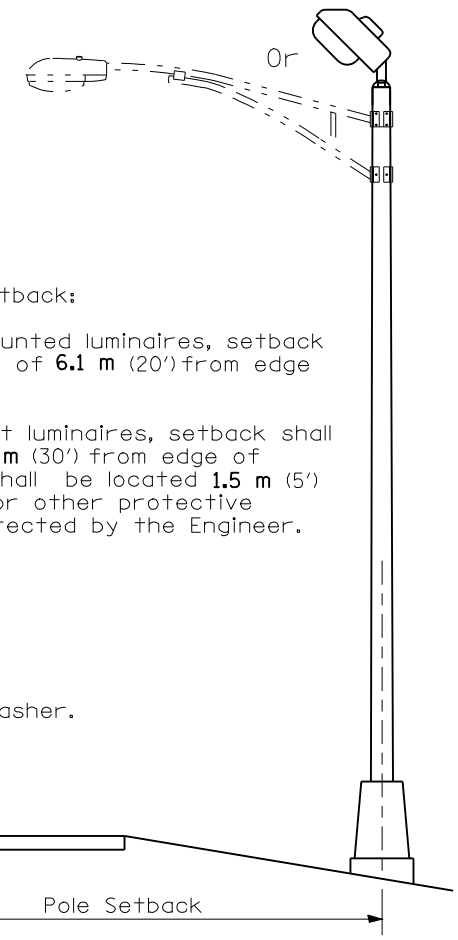 Or
tback:
unted luminaires, setback
of 6.1 m (20') from edge
t luminaires, setback shall
m (30') from edge of
hall be located 1.5 m (5')
or other protective
rected by the Engineer.
asher.
Pole Setback